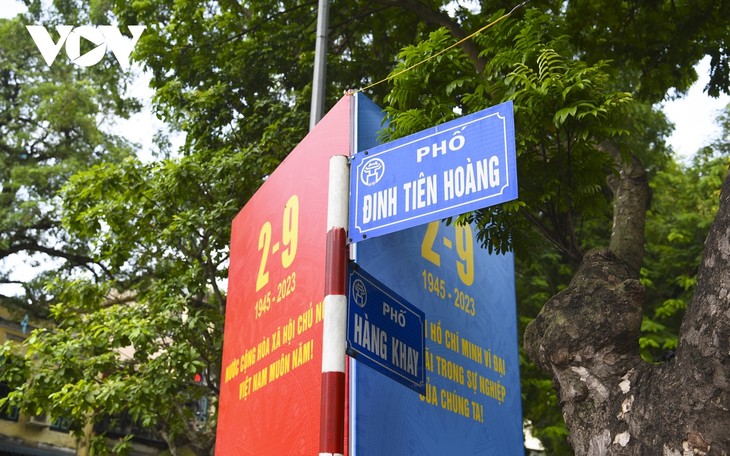 VOV
PHỐ
ĐINH TIÊN HOÀNG
PHỐ
HÀNG KHAY
2-9
1945 - 2023
NƯỚC CỘNG HÒA XÃ HỘI CHỦ
VIỆT NAM MUÔN NĂM!
2-9
1945 - 2023
HỒ CHÍ MINH VĨ ĐẠI
TRONG SỰ NGHIỆP
CỦA CHÚNG TA!